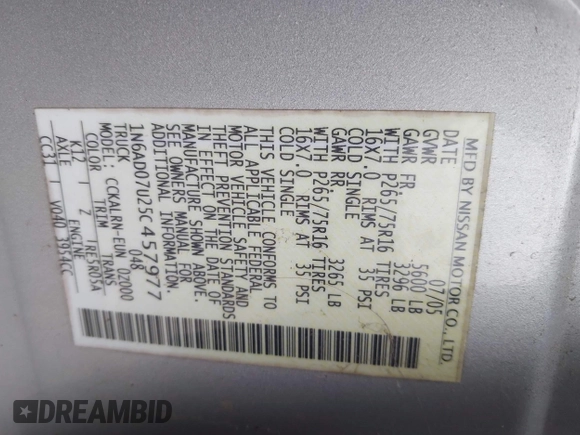 MFD BY NISSAN MOTOR CO., LTD.
DATE 07/05
GVWR 5600 LB
GAWR FR. 3296 LB
WITH P265/75R16 TIRES
16X7.0 RIMS AT 35 PSI
COLD SINGLE
GAWR RR. 3265 LB
WITH P265/75R16 TIRES
16X7.0 RIMS AT 35 PSI
COLD SINGLE
THIS VEHICLE CONFORMS TO
ALL APPLICABLE FEDERAL
MOTOR VEHICLE SAFETY AND
THEFT PREVENTION STANDARDS
IN EFFECT ON THE DATE OF
MANUFACTURE SHOWN ABOVE.
SEE OWNERS MANUAL FOR
ADDITIONAL INFORMATION.
1N6AD07U25C457977
TRUCK 048
MODEL: CCKALRN-EUN 02000
COLOR TRIM TRANS
K12 I Z RE5R05A
AXLE ENGINE
CC31 VQ40 3954CC
DREAMBID